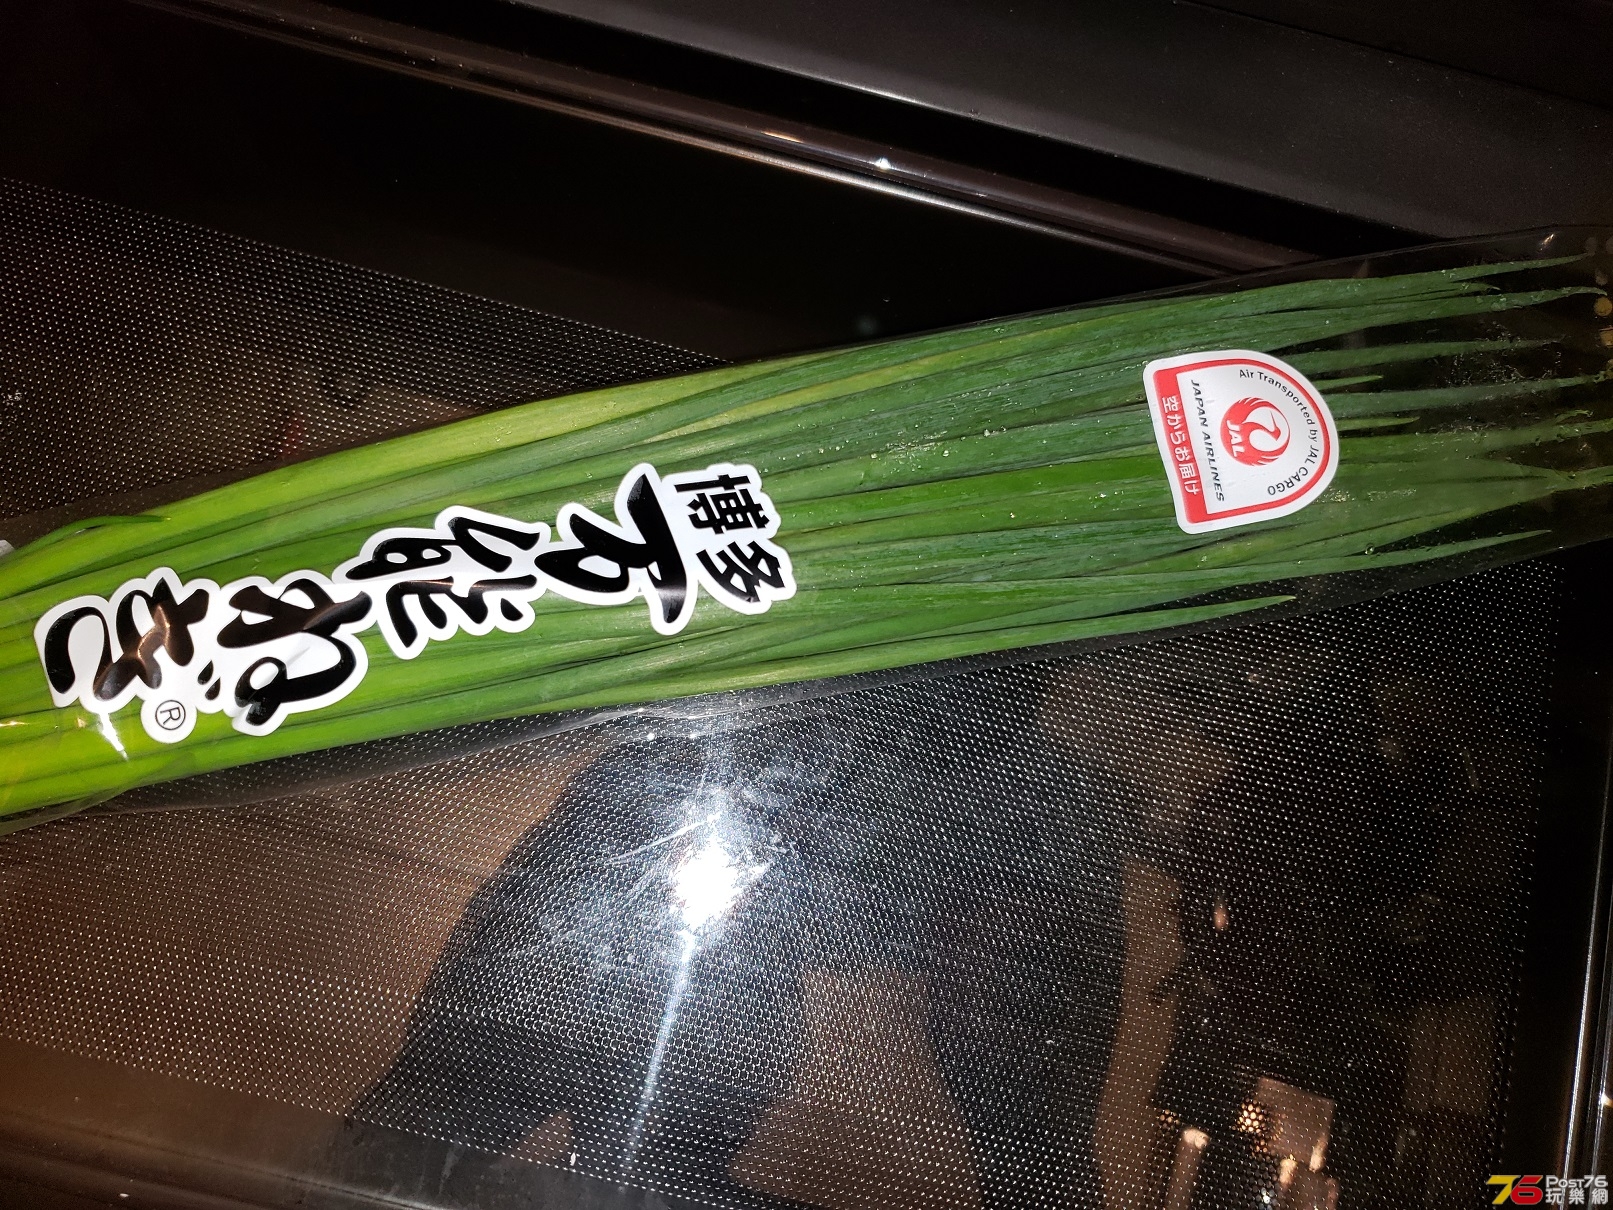 博多
万能ねぎ
®
Air Transported by JAL CARGO
JAL
JAPAN AIRLINES
空からお届け
76 Post76
玩樂網